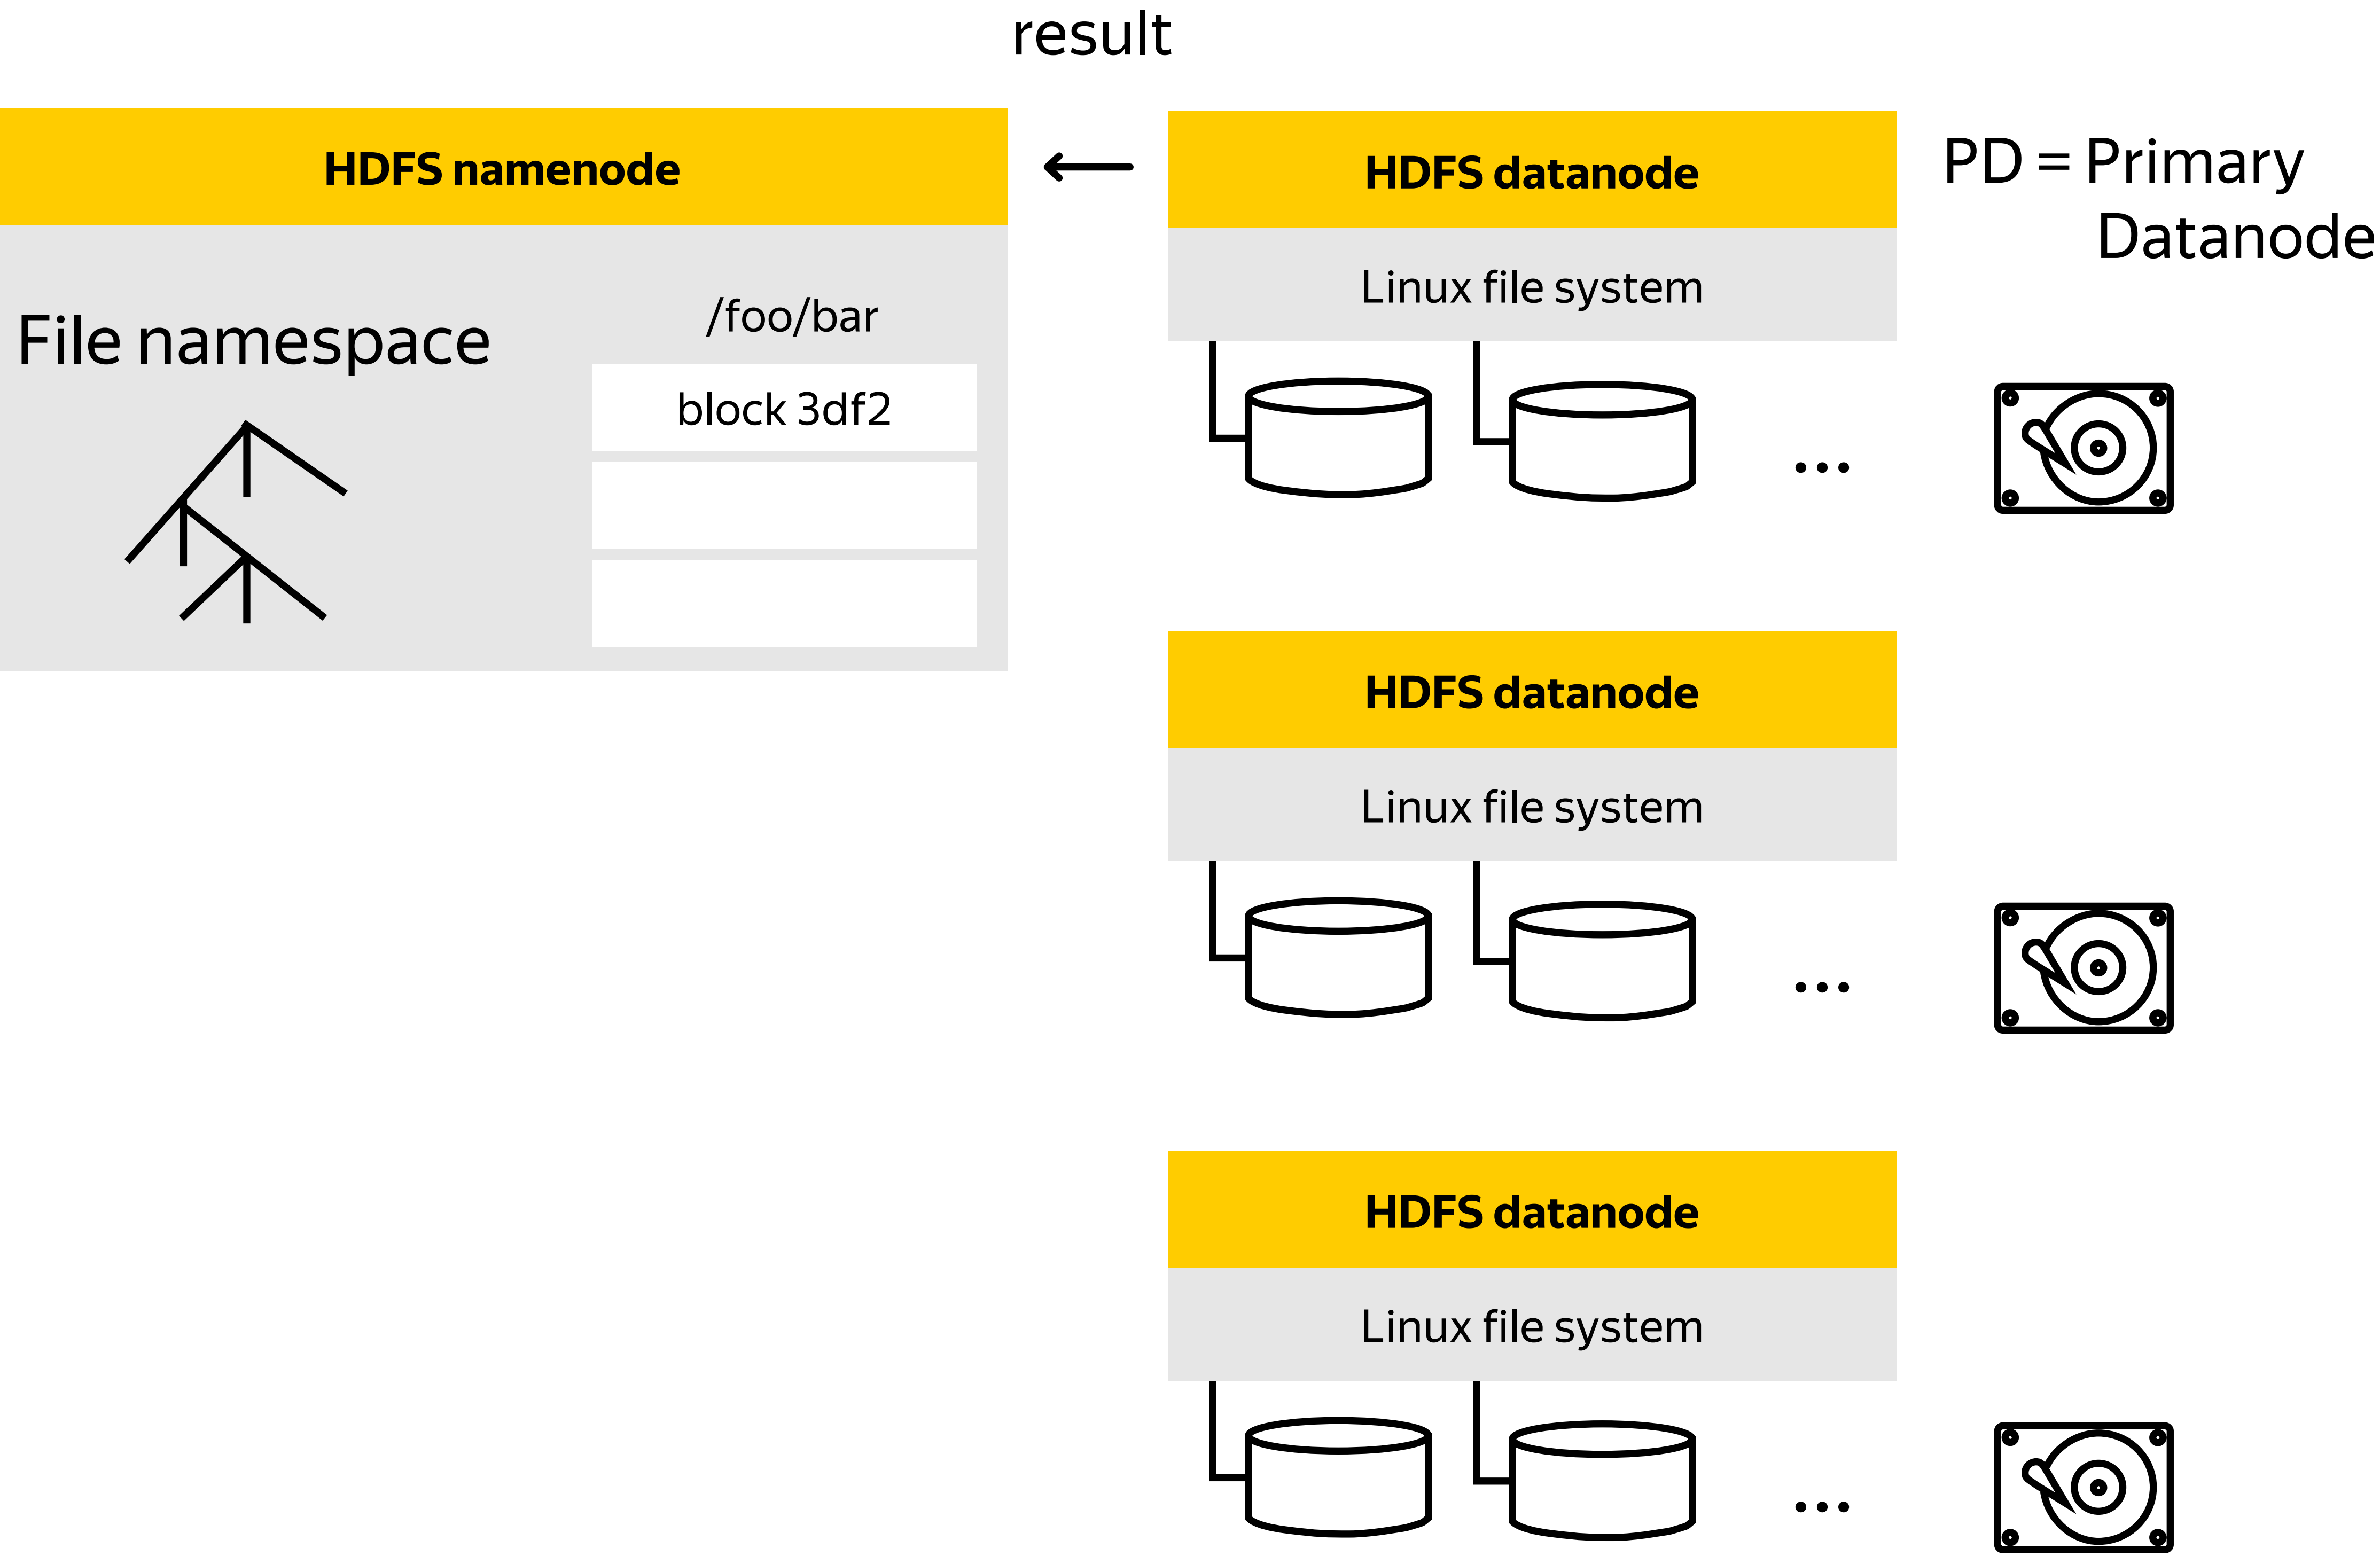 result
HDFS namenode
File namespace
/foo/bar
block 3df2
HDFS datanode
Linux file system
...
PD = Primary
Datanode
HDFS datanode
Linux file system
...
HDFS datanode
Linux file system
...